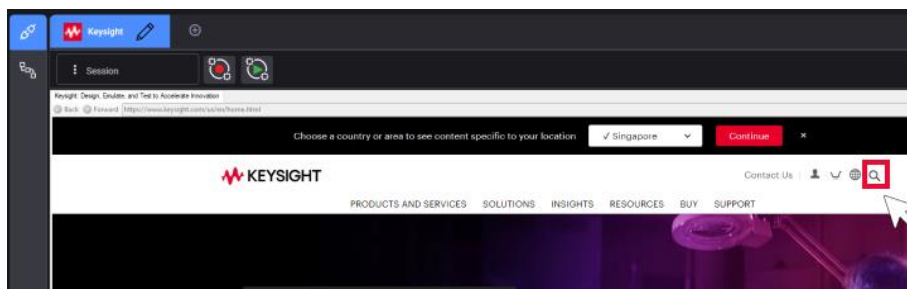 Keysight
Session
Keysight: Design, Emulate, and Test to Accelerate Innovation
Back Forward https://www.keysight.com/us/en/home.html
Choose a country or area to see content specific to your location ✓ Singapore Continue ×
KEYSIGHT
Contact Us
PRODUCTS AND SERVICES SOLUTIONS INSIGHTS RESOURCES BUY SUPPORT